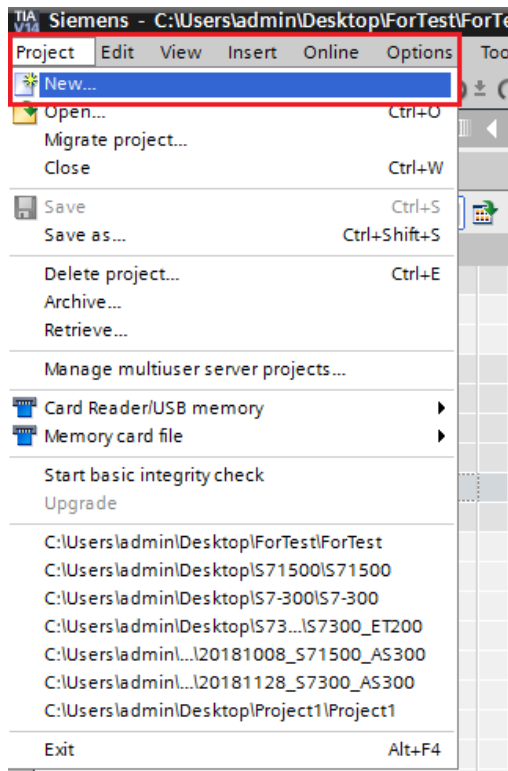 TIA V14 Siemens - C:\Users\admin\Desktop\ForTest\ForTe
Project Edit View Insert Online Options Too
New...
Open... Ctrl+O
Migrate project...
Close Ctrl+W
Save Ctrl+S
Save as... Ctrl+Shift+S
Delete project... Ctrl+E
Archive...
Retrieve...
Manage multiuser server projects...
Card Reader/USB memory
Memory card file
Start basic integrity check
Upgrade
C:\Users\admin\Desktop\ForTest\ForTest
C:\Users\admin\Desktop\S71500\S71500
C:\Users\admin\Desktop\S7-300\S7-300
C:\Users\admin\Desktop\S73...\S7300_ET200
C:\Users\admin\...\20181008_S71500_AS300
C:\Users\admin\...\20181128_S7300_AS300
C:\Users\admin\Desktop\Project1\Project1
Exit Alt+F4